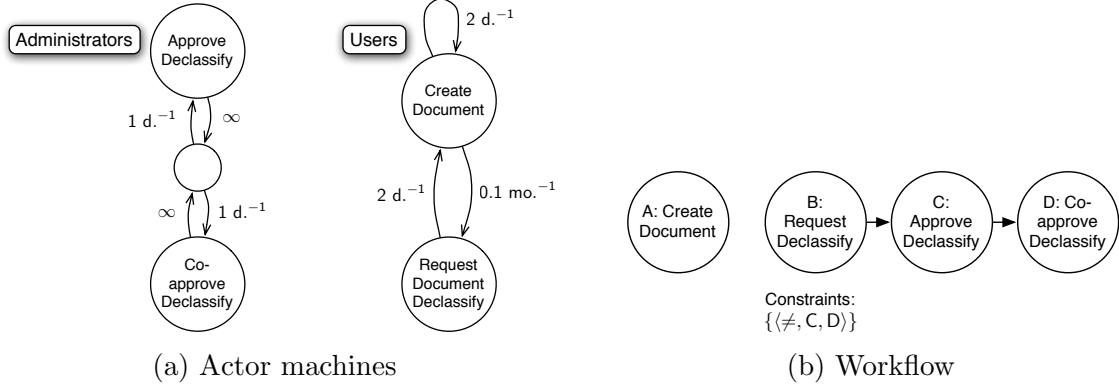 Administrators
Approve
Declassify
1 d.⁻¹
∞
∞
1 d.⁻¹
Co-
approve
Declassify
Users
2 d.⁻¹
Create
Document
2 d.⁻¹
0.1 mo.⁻¹
Request
Document
Declassify
(a) Actor machines
A: Create
Document
B:
Request
Declassify
C:
Approve
Declassify
D: Co-
approve
Declassify
Constraints:
{⟨≠, C, D⟩}
(b) Workflow